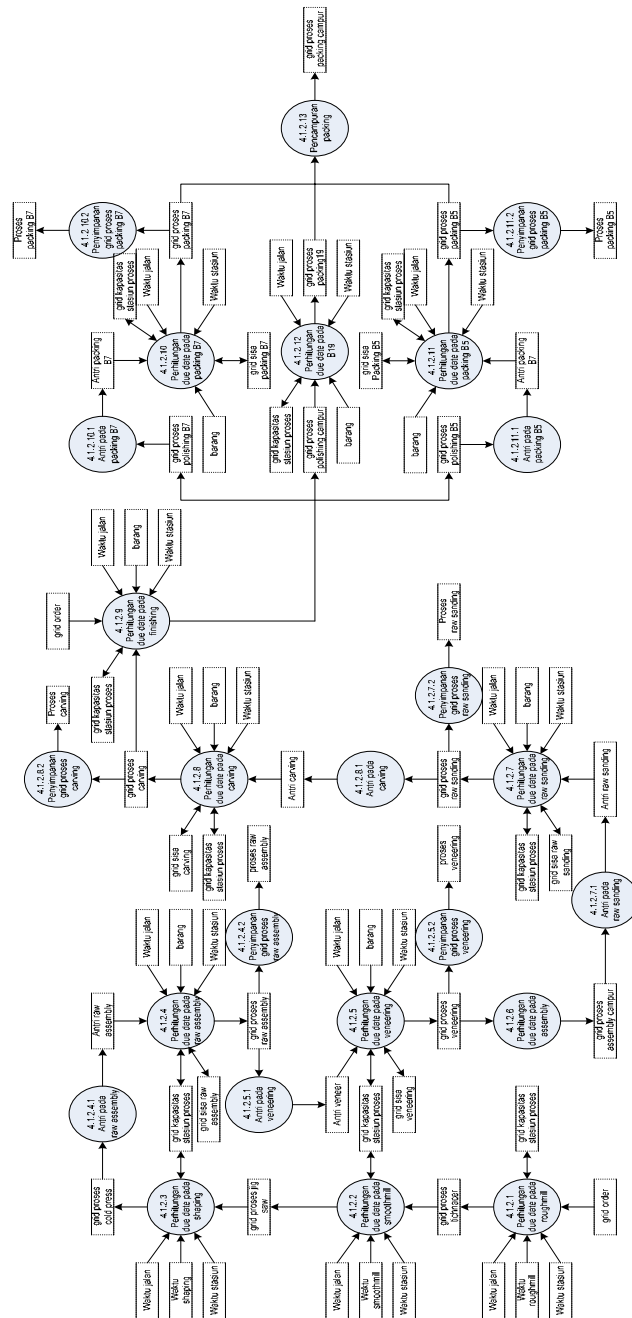 Waktu jalan
Waktu
roughmill
Waktu stasiun
grid order
4.1.2.1
Perhitungan
due date pada
roughmill
grid kapasitas
stasiun proses
grid proses
tichnacer
Waktu jalan
Waktu
smoothmill
Waktu stasiun
4.1.2.2
Perhitungan
due date pada
smoothmill
grid kapasitas
stasiun proses
grid proses jig
saw
Waktu jalan
Waktu
shaping
Waktu stasiun
4.1.2.3
Perhitungan
due date pada
shaping
grid kapasitas
stasiun proses
grid proses
cold press
4.1.2.4.1
Antri pada
raw assembly
Antri raw
assembly
4.1.2.4
Perhitungan
due date pada
raw assembly
Waktu jalan
barang
Waktu stasiun
grid sisa raw
assembly
grid proses
raw assembly
4.1.2.4.2
Penyimpanan
grid proses
raw assembly
proses raw
assembly
4.1.2.5.1
Antri pada
veneering
Antri veneer
grid kapasitas
stasiun proses
grid sisa
veneering
4.1.2.5
Perhitungan
due date pada
veneering
Waktu jalan
barang
Waktu stasiun
grid proses
veneering
4.1.2.5.2
Penyimpanan
grid proses
veneering
proses
veneering
4.1.2.6
Perhitungan
due date pada
assembly
grid proses
assembly campur
4.1.2.7.1
Antri pada
raw sanding
Antri raw sanding
grid kapasitas
stasiun proses
grid sisa raw
sanding
4.1.2.7
Perhitungan
due date pada
raw sanding
Waktu jalan
barang
Waktu stasiun
grid proses
raw sanding
4.1.2.7.2
Penyimpanan
grid proses
raw sanding
Proses
raw sanding
4.1.2.8.1
Antri pada
carving
Antri carving
grid sisa
carving
grid kapasitas
stasiun proses
4.1.2.8
Perhitungan
due date pada
carving
Waktu jalan
barang
Waktu stasiun
grid proses
carving
4.1.2.8.2
Penyimpanan
grid proses
carving
Proses
carving
grid kapasitas
stasiun proses
grid order
4.1.2.9
Perhitungan
due date pada
finishing
Waktu jalan
barang
Waktu stasiun
grid proses
polishing B7
4.1.2.10.1
Antri pada
packing B7
Antri packing
B7
barang
4.1.2.10
Perhitungan
due date pada
packing B7
grid kapasitas
stasiun proses
Waktu jalan
Waktu stasiun
grid sisa
packing B7
grid proses
packing B7
4.1.2.10.2
Penyimpanan
grid proses
packing B7
Proses
packing B7
grid kapasitas
stasiun proses
grid proses
polishing campur
barang
4.1.2.12
Perhitungan
due date pada
B19
Waktu jalan
grid proses
packing19
Waktu stasiun
grid proses
polishing B5
4.1.2.11.1
Antri pada
packing B5
Antri packing
B7
barang
grid sisa
Packing B5
4.1.2.11
Perhitungan
due date pada
packing B5
grid kapasitas
stasiun proses
Waktu jalan
Waktu stasiun
grid proses
packing B5
4.1.2.11.2
Penyimpanan
grid proses
packing B5
Proses
packing B5
4.1.2.13
Pencampuran
packing
grid proses
packing campur